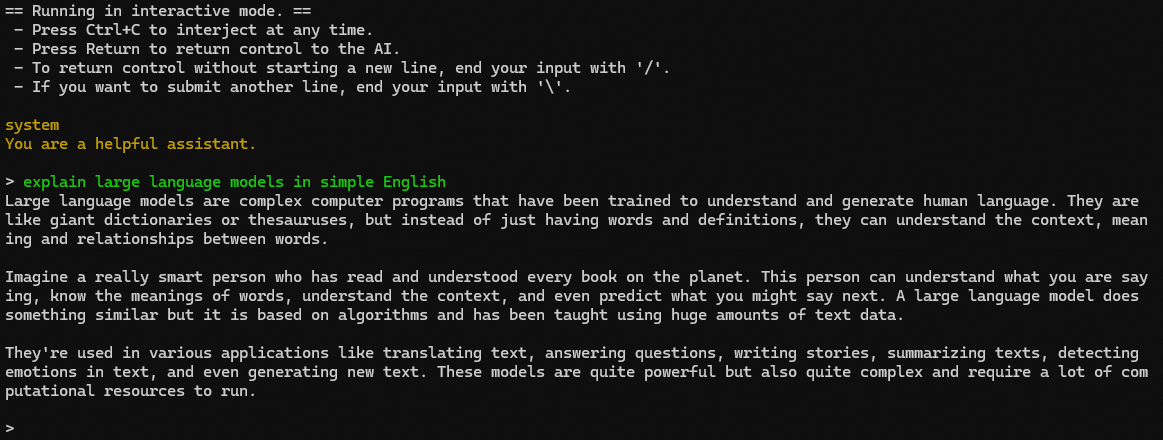 == Running in interactive mode. ==
 - Press Ctrl+C to interject at any time.
 - Press Return to return control to the AI.
 - To return control without starting a new line, end your input with '/'.
 - If you want to submit another line, end your input with '\'.

system
You are a helpful assistant.

> explain large language models in simple English
Large language models are complex computer programs that have been trained to understand and generate human language. They are
like giant dictionaries or thesauruses, but instead of just having words and definitions, they can understand the context, mean
ing and relationships between words.

Imagine a really smart person who has read and understood every book on the planet. This person can understand what you are say
ing, know the meanings of words, understand the context, and even predict what you might say next. A large language model does
something similar but it is based on algorithms and has been taught using huge amounts of text data.

They're used in various applications like translating text, answering questions, writing stories, summarizing texts, detecting
emotions in text, and even generating new text. These models are quite powerful but also quite complex and require a lot of com
putational resources to run.

>